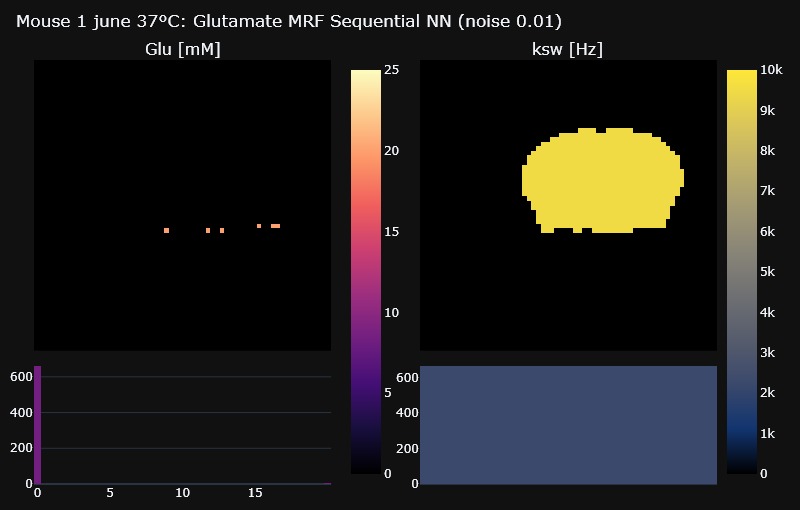 Mouse 1 june 37ºC: Glutamate MRF Sequential NN (noise 0.01)
Glu [mM]
ksw [Hz]
25
20
15
10
5
0
10k
9k
8k
7k
6k
5k
4k
3k
2k
1k
0
600
400
200
0
0
5
10
15
600
400
200
0